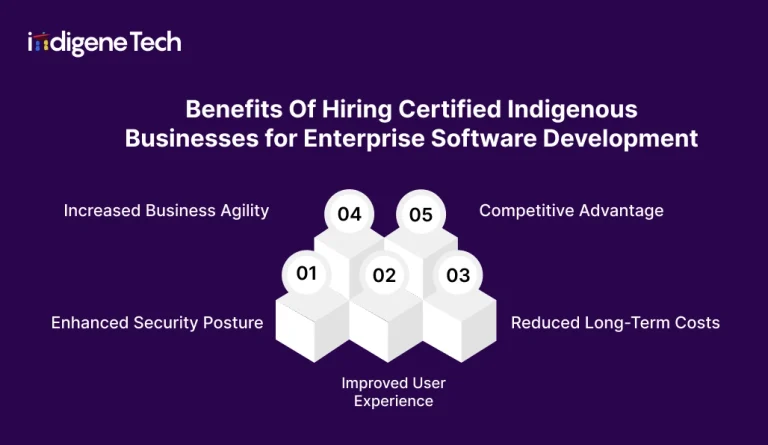 indigeneTech
Benefits Of Hiring Certified Indigenous
Businesses for Enterprise Software Development
Increased Business Agility
04
05
Competitive Advantage
01
02
03
Enhanced Security Posture
Reduced Long-Term Costs
Improved User
Experience